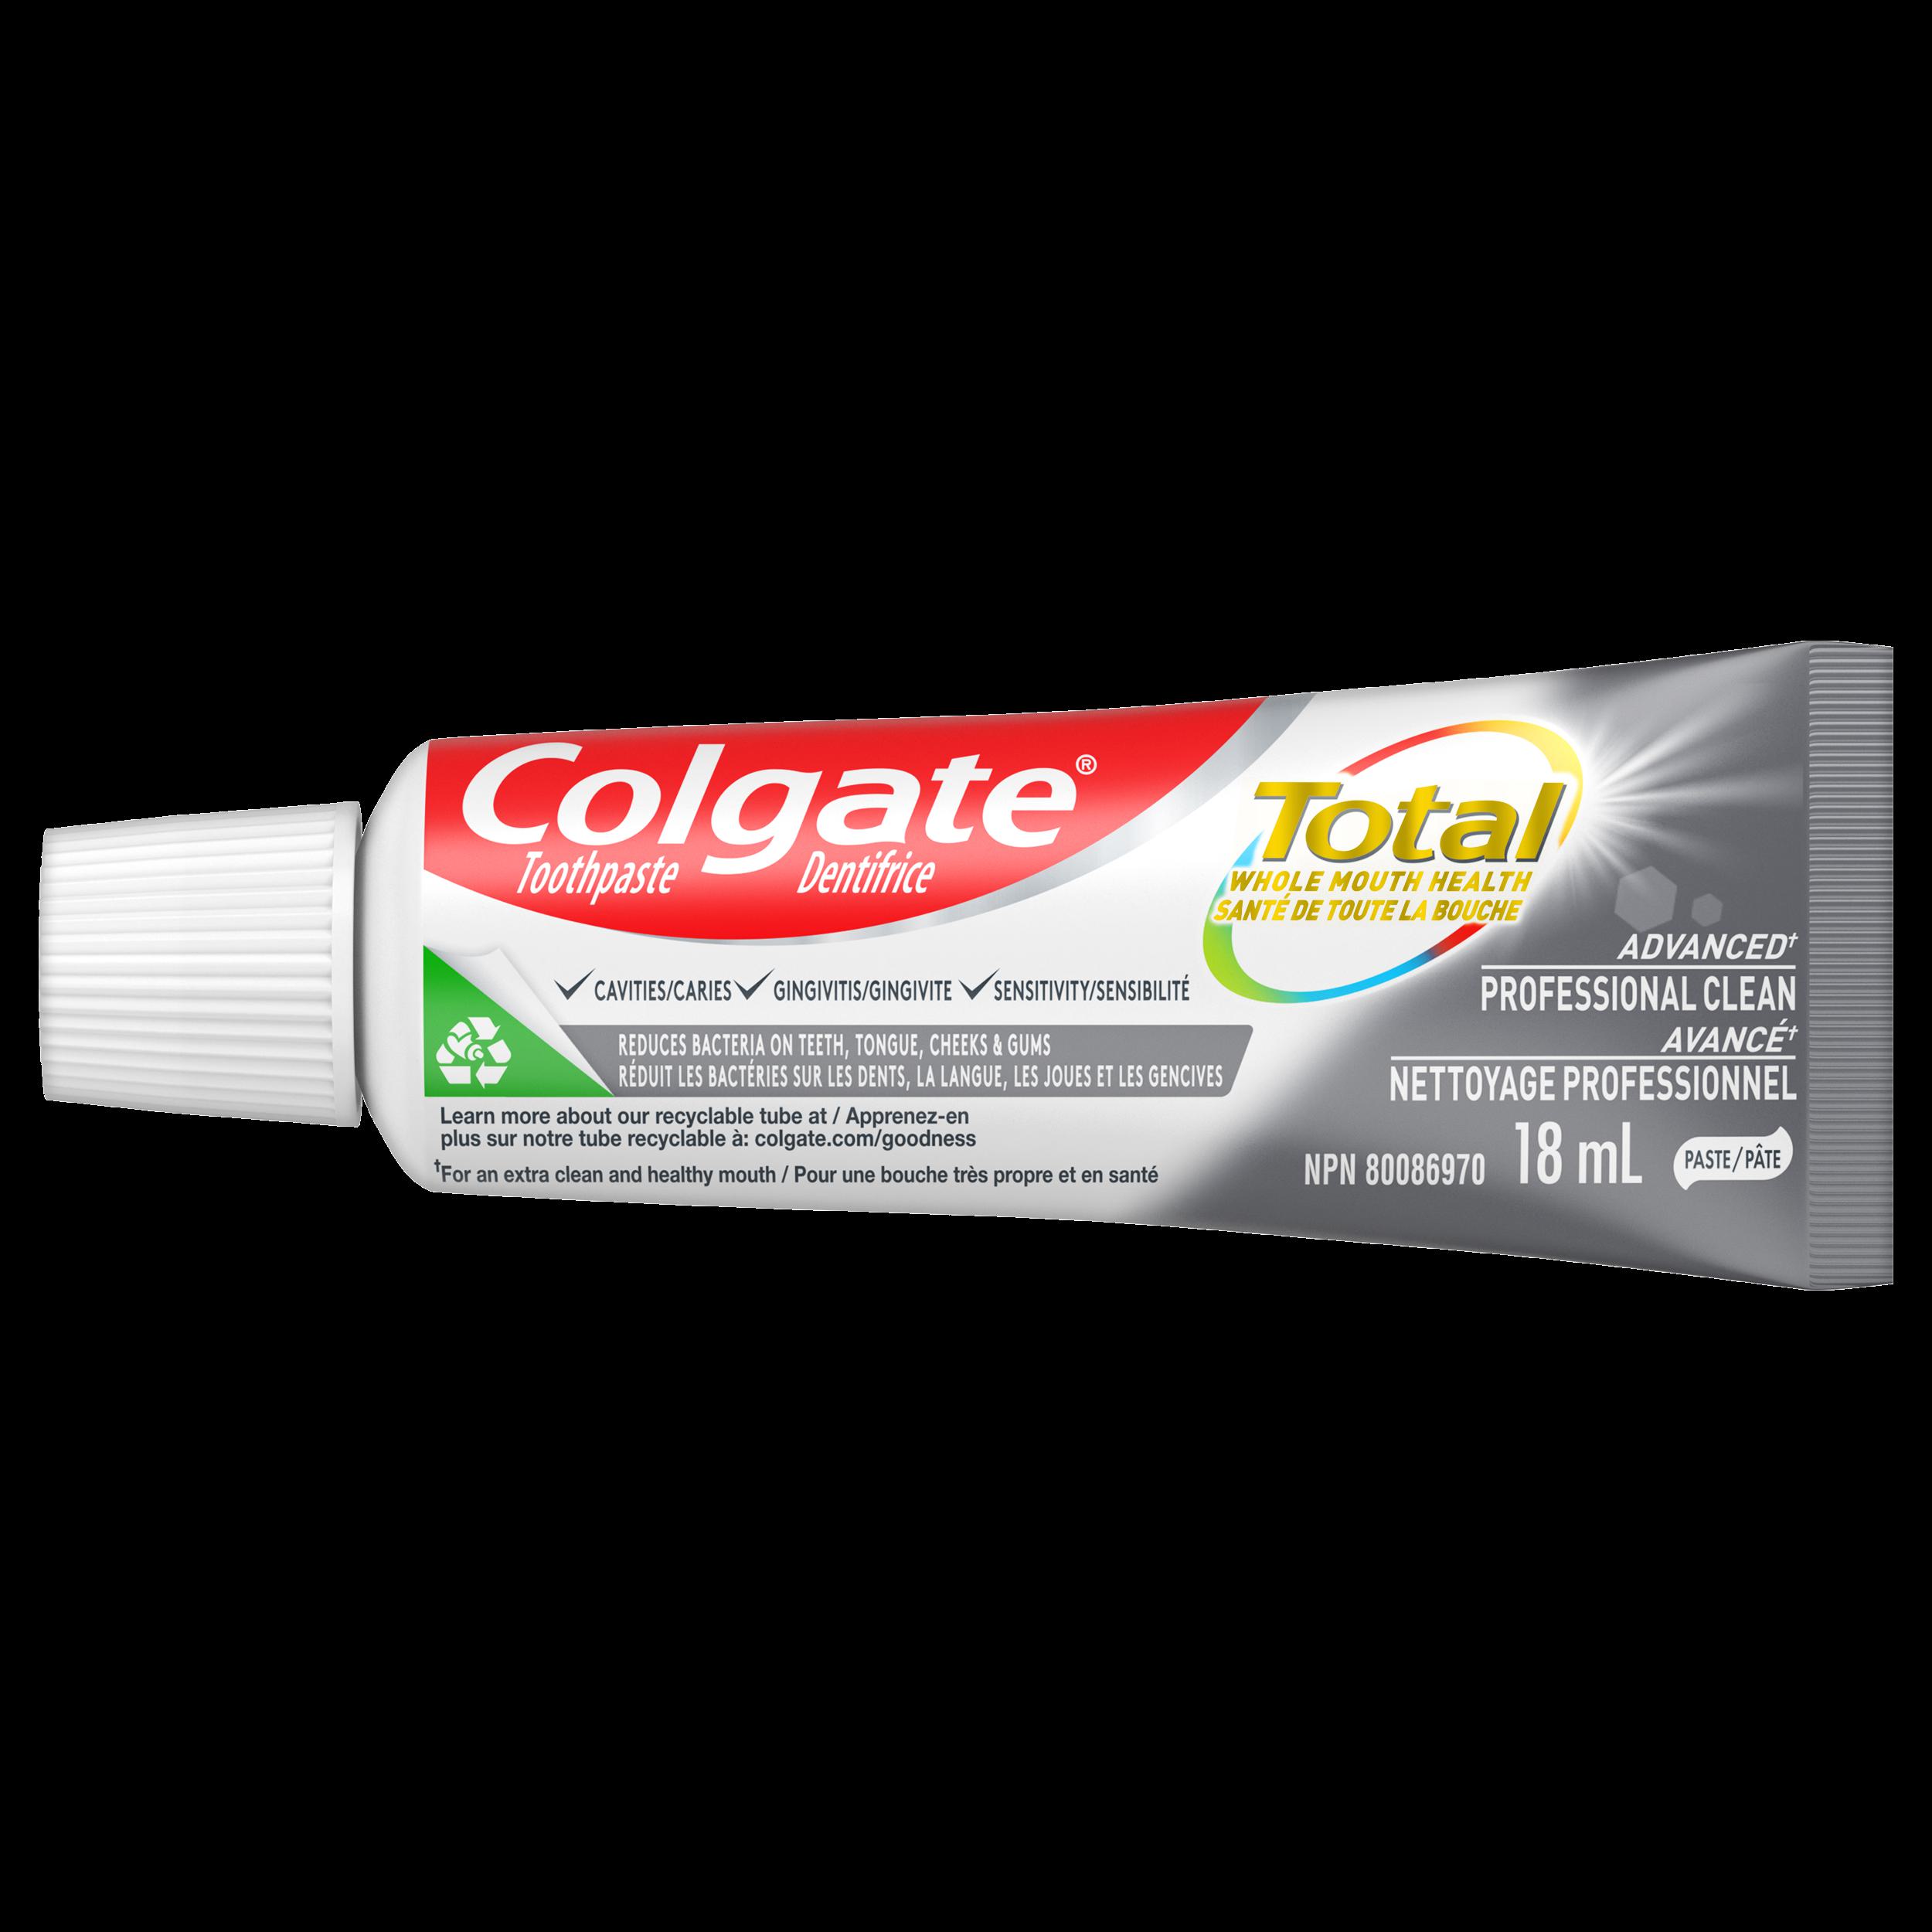 Colgate®
Toothpaste Dentifrice
Total
WHOLE MOUTH HEALTH
SANTÉ DE TOUTE LA BOUCHE
ADVANCED†
PROFESSIONAL CLEAN
AVANCÉ†
NETTOYAGE PROFESSIONNEL
CAVITIES/CARIES GINGIVITIS/GINGIVITE SENSITIVITY/SENSIBILITÉ
REDUCES BACTERIA ON TEETH, TONGUE, CHEEKS & GUMS
RÉDUIT LES BACTÉRIES SUR LES DENTS, LA LANGUE, LES JOUES ET LES GENCIVES
Learn more about our recyclable tube at / Apprenez-en
plus sur notre tube recyclable à: colgate.com/goodness
†For an extra clean and healthy mouth / Pour une bouche très propre et en santé
NPN 80086970 18 mL PASTE/PÂTE